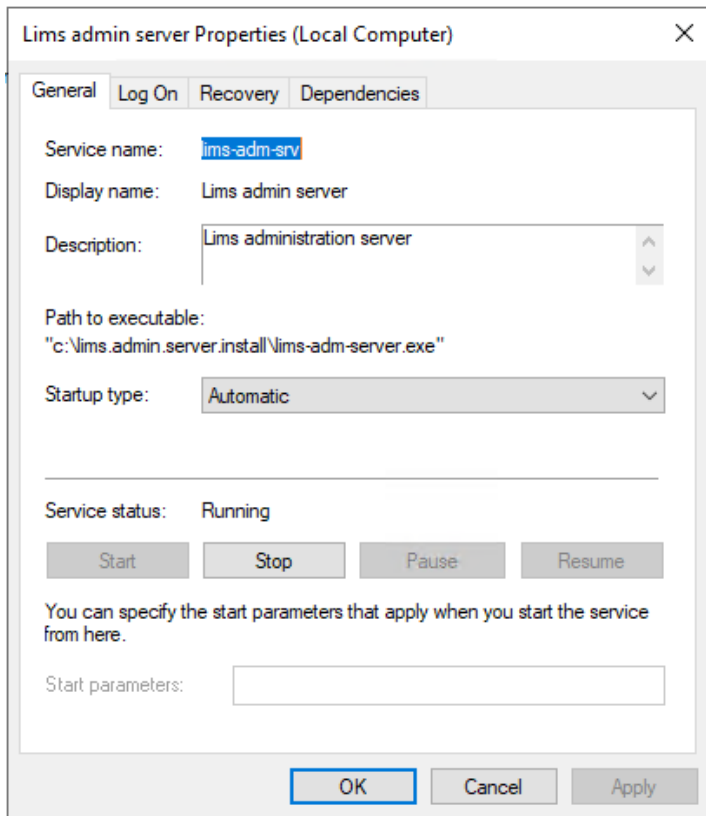 Lims admin server Properties (Local Computer)
General Log On Recovery Dependencies
Service name: lims-adm-srv
Display name: Lims admin server
Description: Lims administration server
Path to executable:
"c:\lims.admin.server.install\lims-adm-server.exe"
Startup type: Automatic
Service status: Running
Start Stop Pause Resume
You can specify the start parameters that apply when you start the service
from here.
Start parameters:
OK Cancel Apply